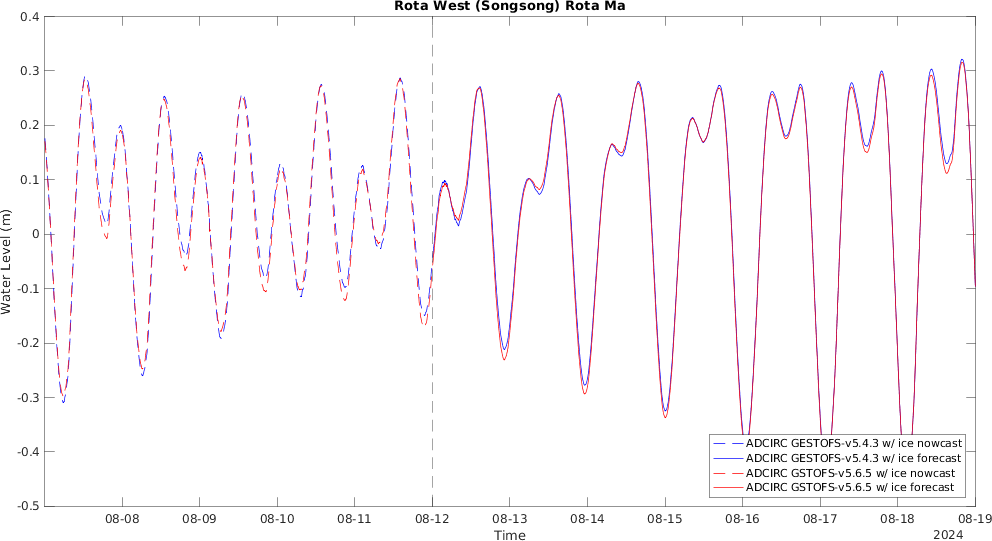 Rota West (Songsong) Rota Ma
0.4
0.3
0.2
0.1
0
-0.1
-0.2
-0.3
-0.4
-0.5
Water Level (m)
ADCIRC GESTOFS-v5.4.3 w/ ice nowcast
ADCIRC GESTOFS-v5.4.3 w/ ice forecast
ADCIRC GSTOFS-v5.6.5 w/ ice nowcast
ADCIRC GSTOFS-v5.6.5 w/ ice forecast
08-08 08-09 08-10 08-11 08-12 08-13 08-14 08-15 08-16 08-17 08-18 08-19
Time
2024